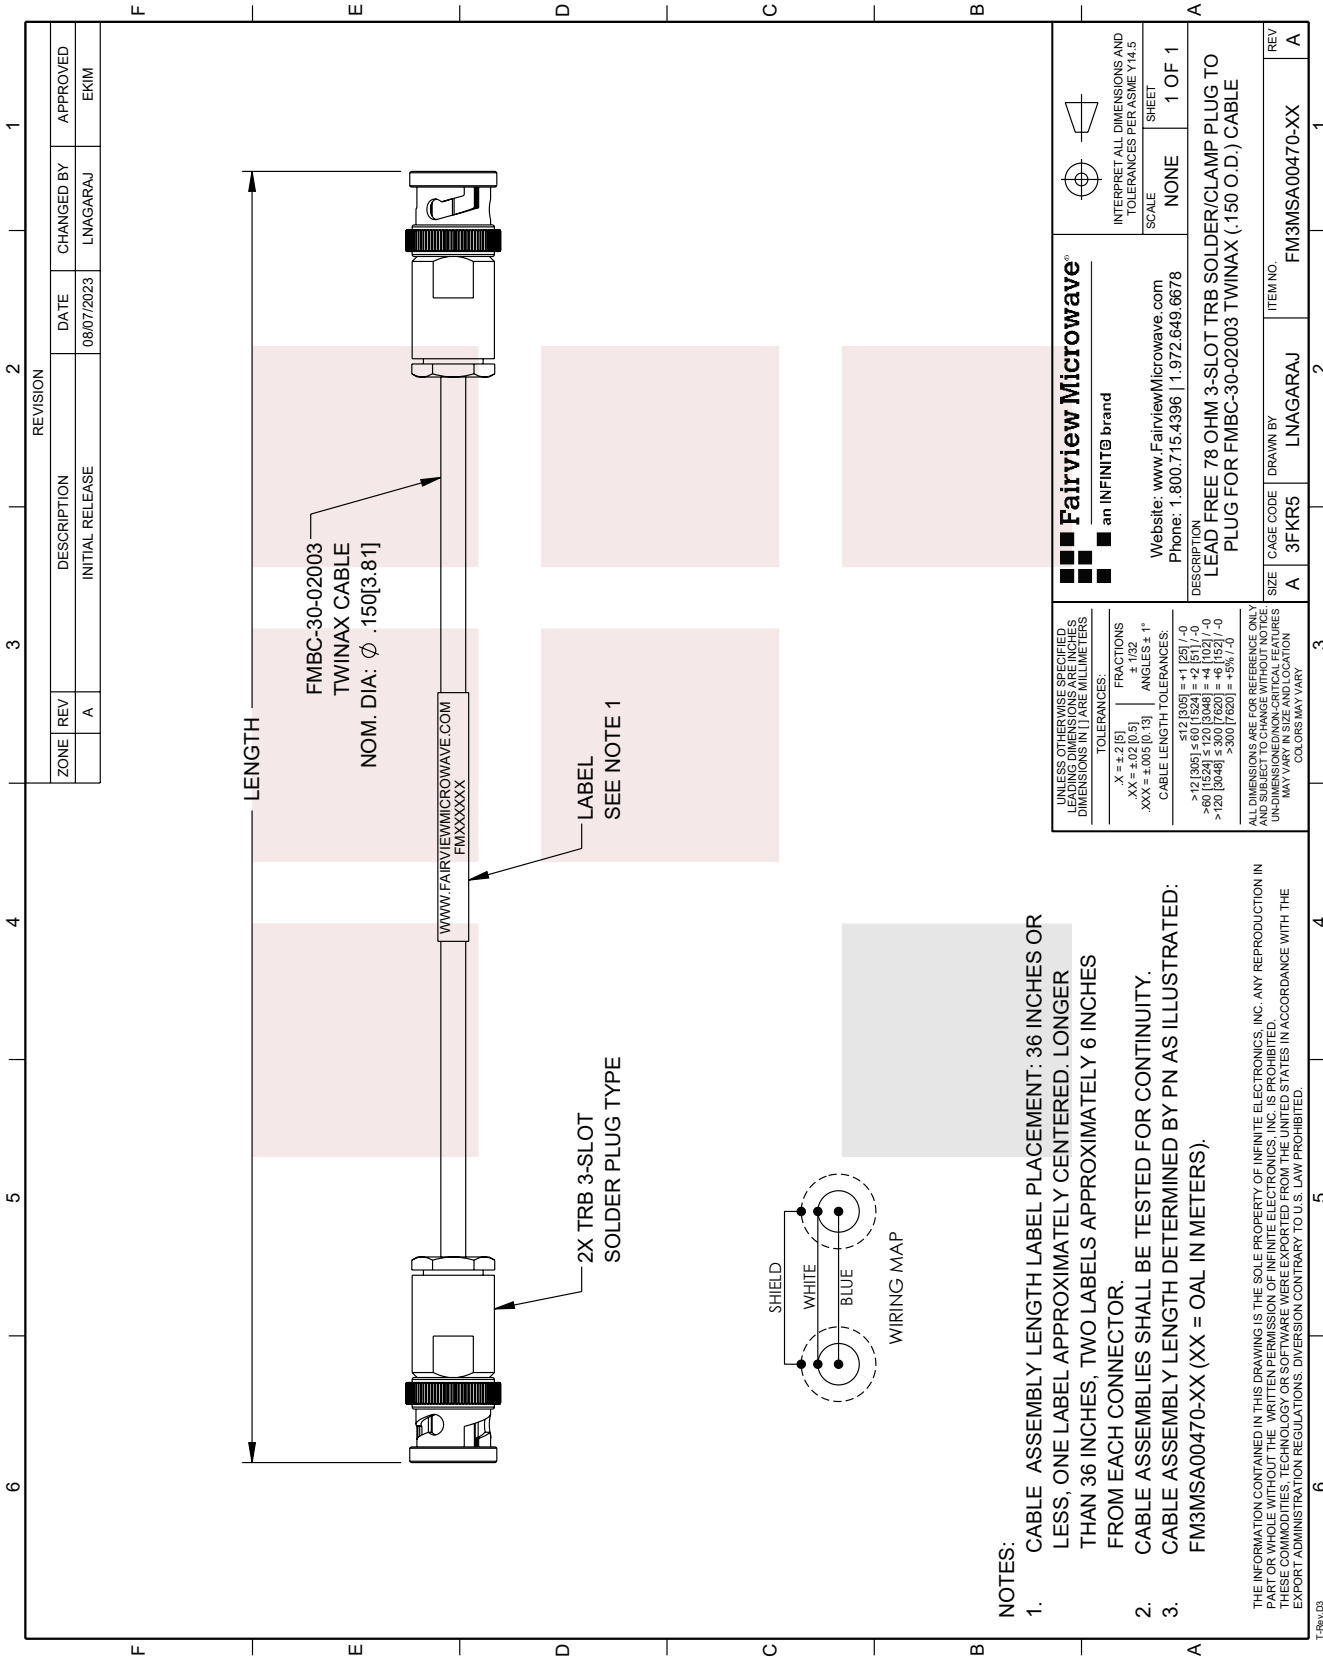 6
5
4
3
2
1
F
E
D
C
B
A
REVISION
ZONE REV DESCRIPTION DATE CHANGED BY APPROVED
A INITIAL RELEASE 08/07/2023 LNAGARAJ EKIM
LENGTH
FMBC-30-02003
TWINAX CABLE
NOM. DIA: ∅ .150[3.81]
WWW.FAIRVIEWMICROWAVE.COM
FMXXXXXX
LABEL
SEE NOTE 1
2X TRB 3-SLOT
SOLDER PLUG TYPE
SHIELD
WHITE
BLUE
WIRING MAP
NOTES:
1. CABLE ASSEMBLY LENGTH LABEL PLACEMENT: 36 INCHES OR
LESS, ONE LABEL APPROXIMATELY CENTERED. LONGER
THAN 36 INCHES, TWO LABELS APPROXIMATELY 6 INCHES
FROM EACH CONNECTOR.
2. CABLE ASSEMBLIES SHALL BE TESTED FOR CONTINUITY.
3. CABLE ASSEMBLY LENGTH DETERMINED BY PN AS ILLUSTRATED:
FM3MSA00470-XX (XX = OAL IN METERS).
THE INFORMATION CONTAINED IN THIS DRAWING IS THE SOLE PROPERTY OF INFINITE ELECTRONICS, INC. ANY REPRODUCTION IN
PART OR WHOLE WITHOUT THE WRITTEN PERMISSION OF INFINITE ELECTRONICS, INC. IS PROHIBITED.
THESE COMMODITIES, TECHNOLOGY OR SOFTWARE WERE EXPORTED FROM THE UNITED STATES IN ACCORDANCE WITH THE
EXPORT ADMINISTRATION REGULATIONS. DIVERSION CONTRARY TO U.S. LAW PROHIBITED.
UNLESS OTHERWISE SPECIFIED
LEADING DIMENSIONS ARE INCHES
DIMENSIONS IN [ ] ARE MILLIMETERS
TOLERANCES:
.X = ±.2 [5] FRACTIONS
.XX = ±.02 [0.5] ± 1/32
.XXX = ±.005 [0.13] ANGLES ± 1°
CABLE LENGTH TOLERANCES:
≤12 [305] = +1 [25] / -0
>12 [305] ≤ 60 [1524] = +2 [51] / -0
>60 [1524] ≤ 120 [3048] = +4 [102] / -0
>120 [3048] ≤ 300 [7620] = +6 [152] / -0
>300 [7620] = +5% / -0
ALL DIMENSIONS ARE FOR REFERENCE ONLY
AND SUBJECT TO CHANGE WITHOUT NOTICE.
UN-DIMENSIONED/NON-CRITICAL FEATURES
MAY VARY IN SIZE AND LOCATION
COLORS MAY VARY
Fairview Microwave®
an INFINIT® brand
Website: www.FairviewMicrowave.com
Phone: 1.800.715.4396 | 1.972.649.6678
INTERPRET ALL DIMENSIONS AND
TOLERANCES PER ASME Y14.5
SCALE NONE
SHEET 1 OF 1
DESCRIPTION
LEAD FREE 78 OHM 3-SLOT TRB SOLDER/CLAMP PLUG TO
PLUG FOR FMBC-30-02003 TWINAX (.150 O.D.) CABLE
SIZE CAGE CODE DRAWN BY ITEM NO. REV
A 3FKR5 LNAGARAJ FM3MSA00470-XX A
6
5
4
3
2
1
F
E
D
C
B
A
T-Rev.D3